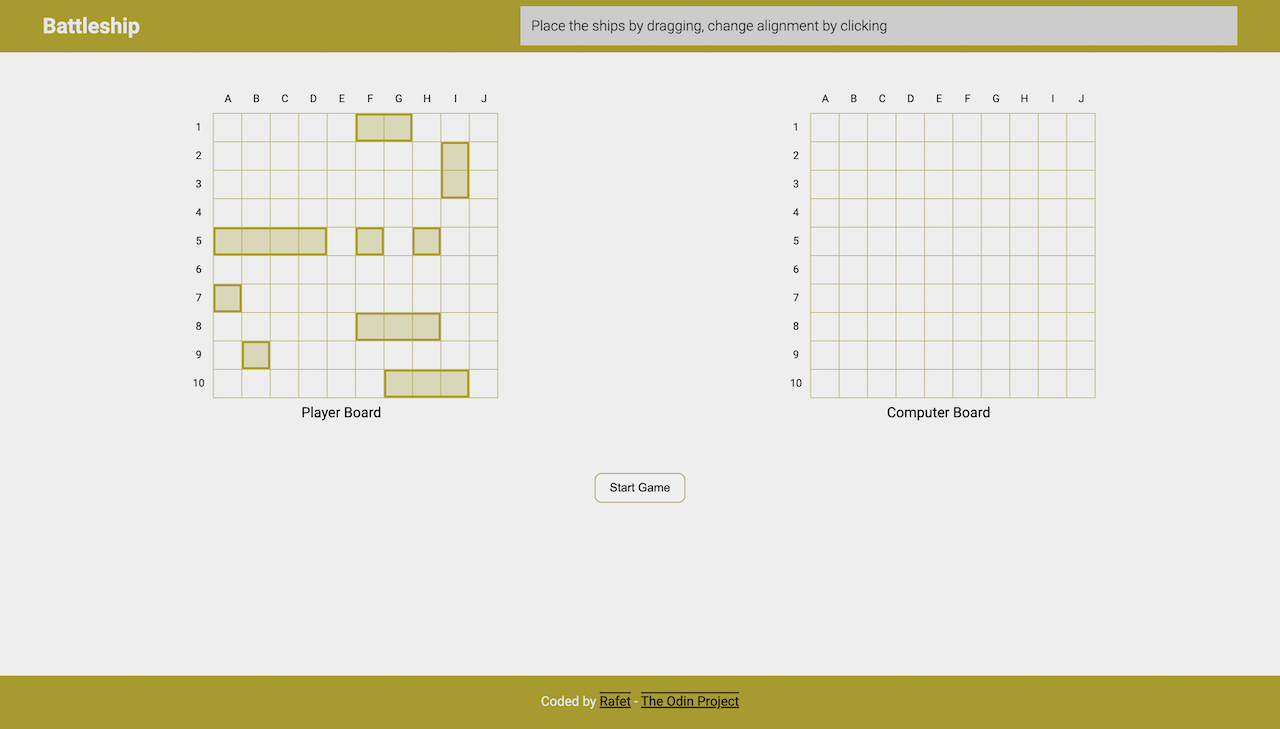 Battleship
Place the ships by dragging, change alignment by clicking
A B C D E F G H I J
1
2
3
4
5
6
7
8
9
10
Player Board
A B C D E F G H I J
1
2
3
4
5
6
7
8
9
10
Computer Board
Start Game
Coded by Rafet - The Odin Project